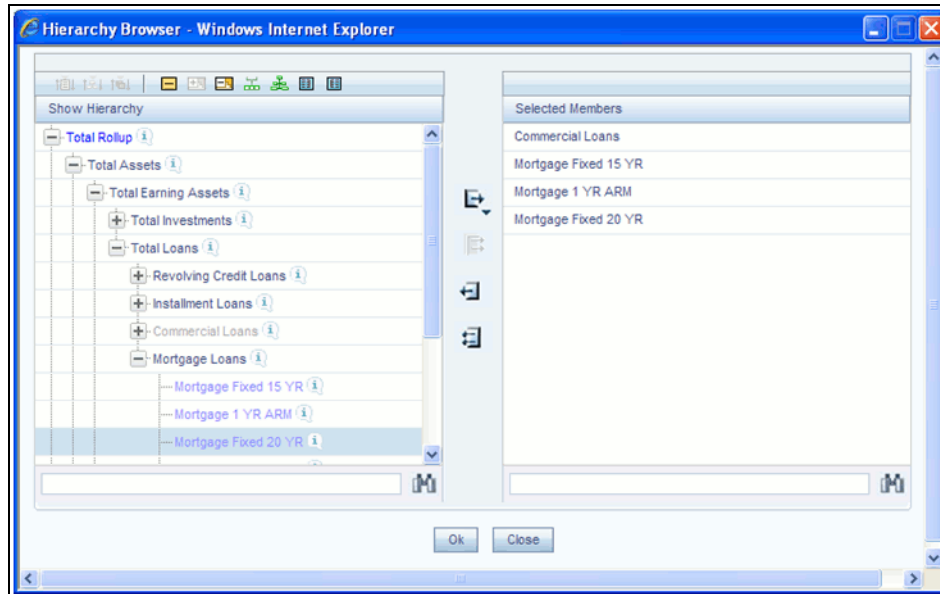 Hierarchy Browser - Windows Internet Explorer
Show Hierarchy
Total Rollup
Total Assets
Total Earning Assets
Total Investments
Total Loans
Revolving Credit Loans
Installment Loans
Commercial Loans
Mortgage Loans
Mortgage Fixed 15 YR
Mortgage 1 YR ARM
Mortgage Fixed 20 YR
Selected Members
Commercial Loans
Mortgage Fixed 15 YR
Mortgage 1 YR ARM
Mortgage Fixed 20 YR
Ok
Close